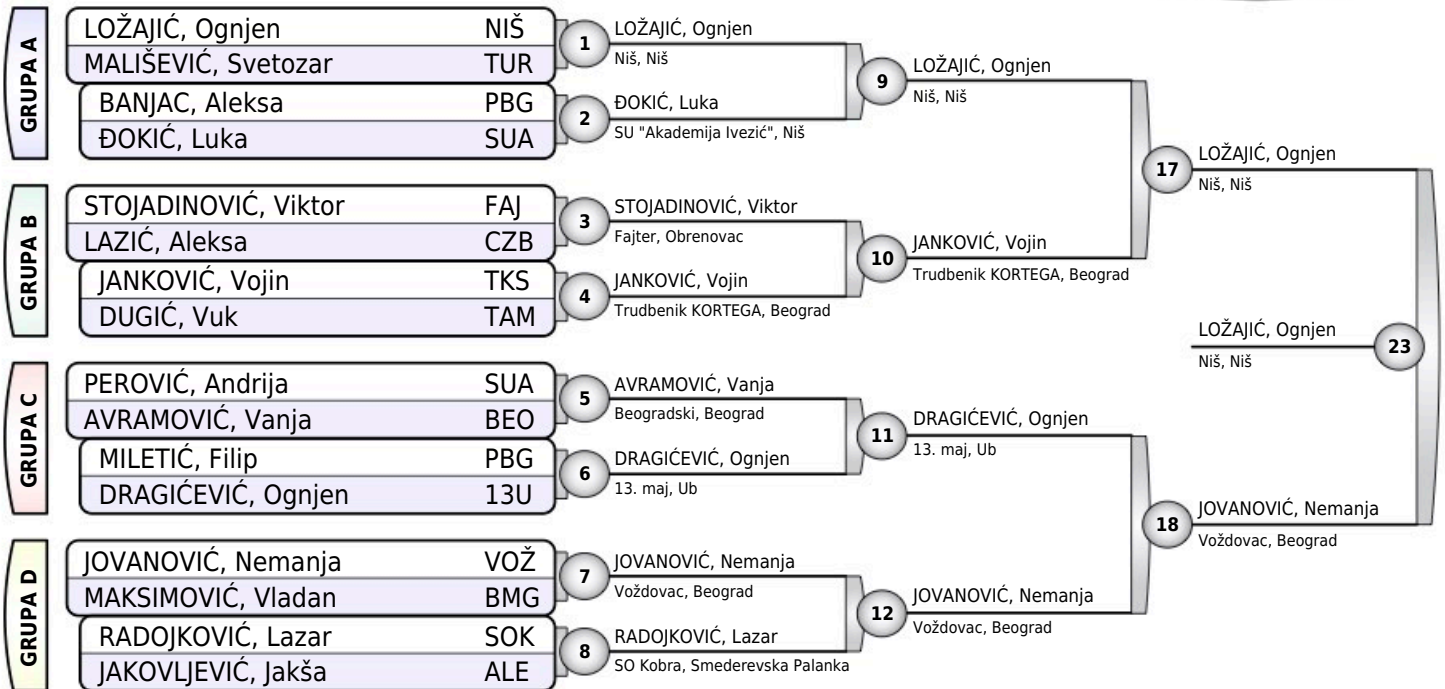 GRUPA A
LOŽAJIĆ, Ognjen NIŠ
MALIŠEVIĆ, Svetozar TUR
BANJAC, Aleksa PBG
ĐOKIĆ, Luka SUA
1
LOŽAJIĆ, Ognjen
Niš, Niš
2
ĐOKIĆ, Luka
SU "Akademija Ivezić", Niš
9
LOŽAJIĆ, Ognjen
Niš, Niš
GRUPA B
STOJADINOVIĆ, Viktor FAJ
LAZIĆ, Aleksa CZB
JANKOVIĆ, Vojin TKS
DUGIĆ, Vuk TAM
3
STOJADINOVIĆ, Viktor
Fajter, Obrenovac
4
JANKOVIĆ, Vojin
Trudbenik KORTEGA, Beograd
10
JANKOVIĆ, Vojin
Trudbenik KORTEGA, Beograd
17
LOŽAJIĆ, Ognjen
Niš, Niš
GRUPA C
PEROVIĆ, Andrija SUA
AVRAMOVIĆ, Vanja BEO
MILETIĆ, Filip PBG
DRAGIĆEVIĆ, Ognjen 13U
5
AVRAMOVIĆ, Vanja
Beogradski, Beograd
6
DRAGIĆEVIĆ, Ognjen
13. maj, Ub
11
DRAGIĆEVIĆ, Ognjen
13. maj, Ub
GRUPA D
JOVANOVIĆ, Nemanja VOŽ
MAKSIMOVIĆ, Vladan BMG
RADOJKOVIĆ, Lazar SOK
JAKOVLJEVIĆ, Jakša ALE
7
JOVANOVIĆ, Nemanja
Voždovac, Beograd
8
RADOJKOVIĆ, Lazar
SO Kobra, Smederevska Palanka
12
JOVANOVIĆ, Nemanja
Voždovac, Beograd
18
JOVANOVIĆ, Nemanja
Voždovac, Beograd
LOŽAJIĆ, Ognjen
Niš, Niš
23